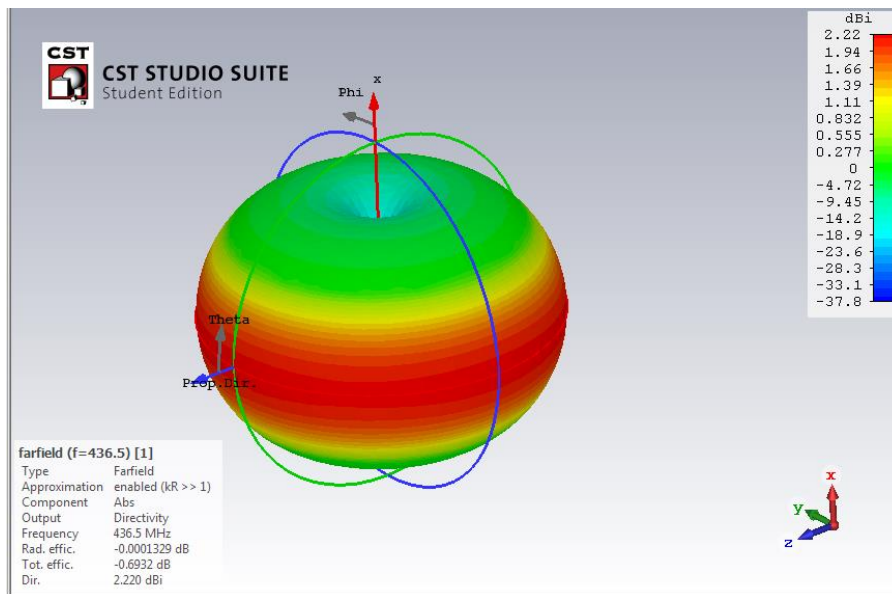 dBi
CST
CST STUDIO SUITE
Student Edition
2.22
1.94
1.66
1.39
1.11
0.832
0.555
0.277
0
-4.72
-9.45
-14.2
-18.9
-23.6
-28.3
-33.1
-37.8
x
Phi
Theta
Prop.Dir.
farfield (f=436.5) [1]
Type Farfield
Approximation enabled (kR >> 1)
Component Abs
Output Directivity
Frequency 436.5 MHz
Rad. effic. -0.0001329 dB
Tot. effic. -0.6932 dB
Dir. 2.220 dBi
x
y
z